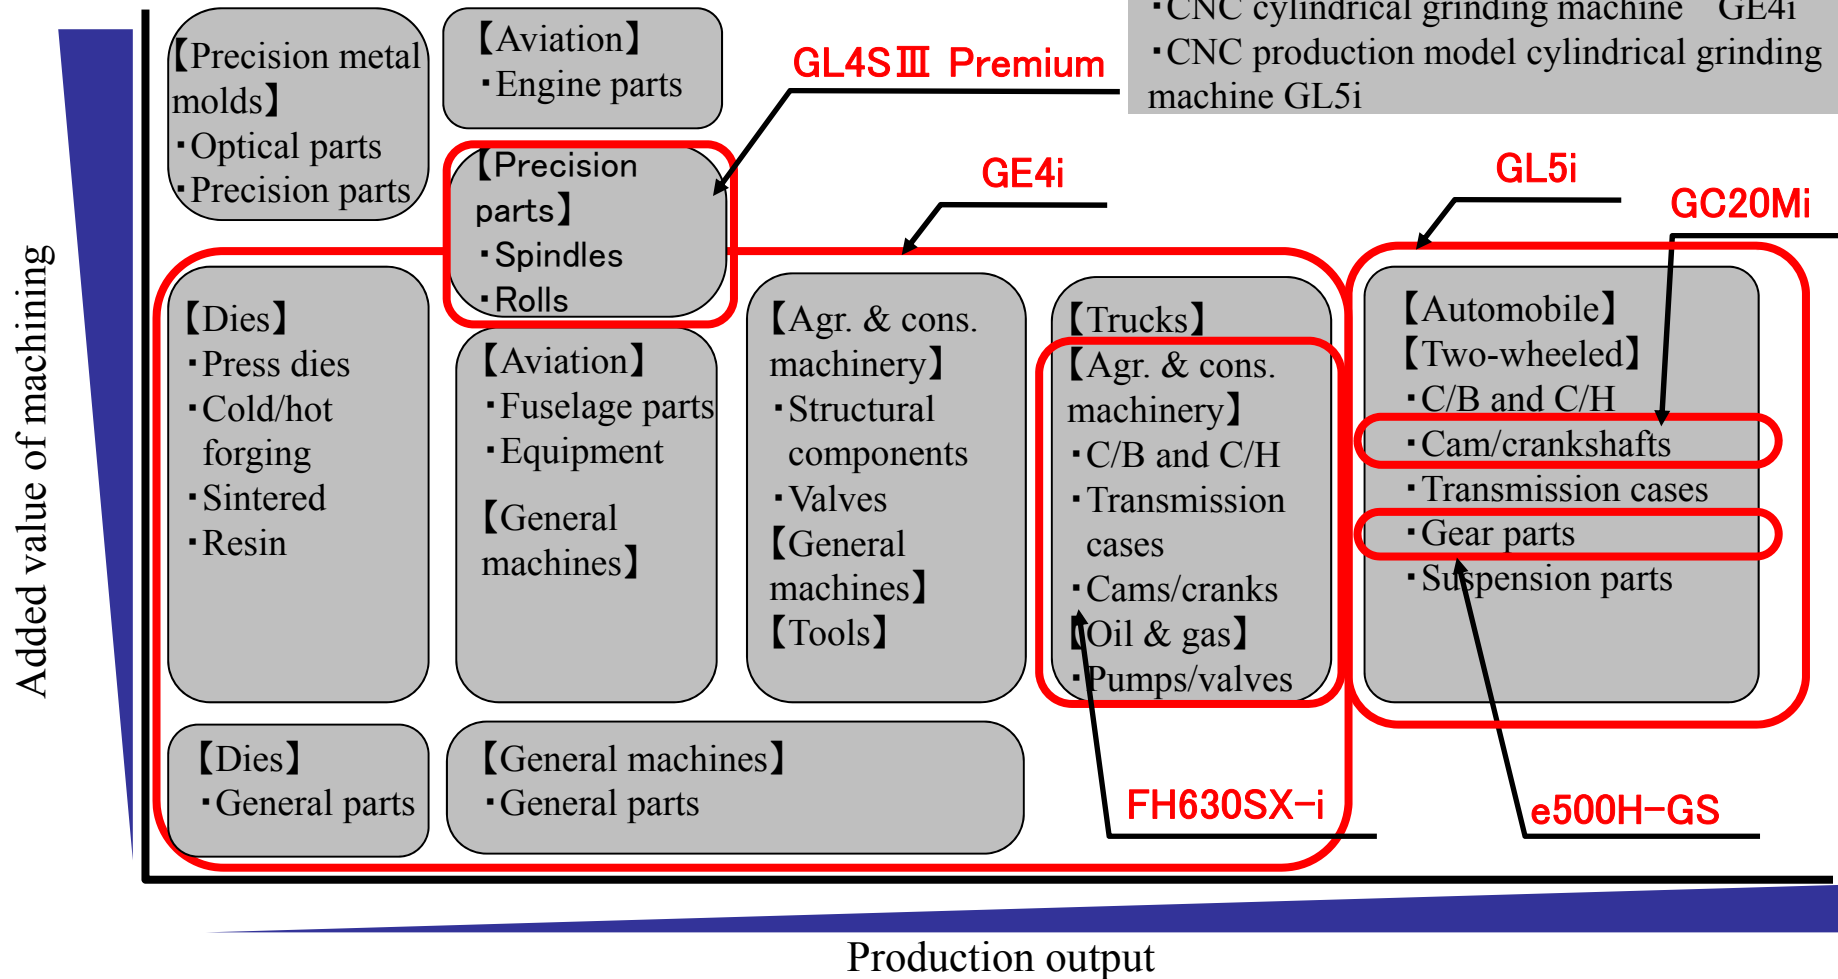 ・CNC cylindrical grinding machine GE4i
・CNC production model cylindrical grinding
machine GL5i
【Precision metal
molds】
・Optical parts
・Precision parts
【Aviation】
・Engine parts
GL4SⅢ Premium
【Precision
parts】
・Spindles
・Rolls
GE4i
GL5i
GC20Mi
Added value of machining
【Dies】
・Press dies
・Cold/hot
forging
・Sintered
・Resin
【Aviation】
・Fuselage parts
・Equipment
【General
machines】
【Agr. & cons.
machinery】
・Structural
components
・Valves
【General
machines】
【Tools】
【Trucks】
【Agr. & cons.
machinery】
・C/B and C/H
・Transmission
cases
・Cams/cranks
【Oil & gas】
・Pumps/valves
【Automobile】
【Two-wheeled】
・C/B and C/H
・Cam/crankshafts
・Transmission cases
・Gear parts
・Suspension parts
【Dies】
・General parts
【General machines】
・General parts
FH630SX-i
e500H-GS
Production output